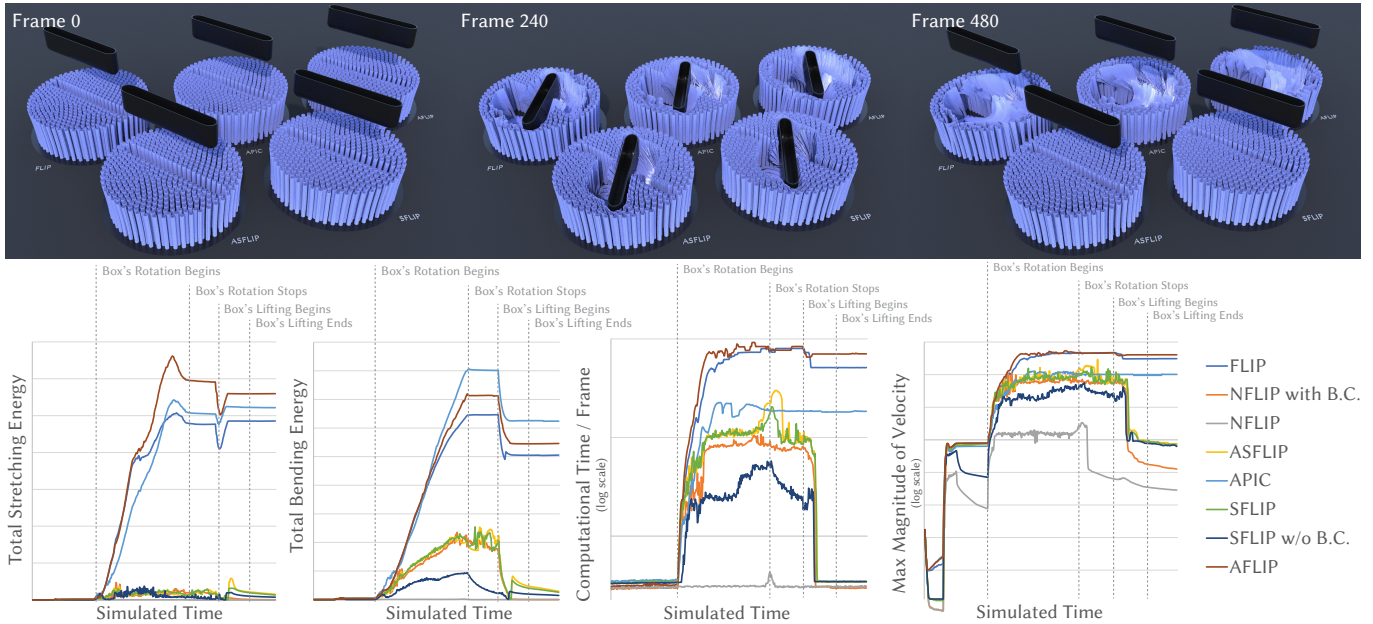 Frame 0
Frame 240
Frame 480
FLIP
APIC
AFLIP
ASFLIP
SFLIP
AFLIP
ASFLIP
SFLIP
FLIP
APIC
AFLIP
ASFLIP
SFLIP
Box's Rotation Begins
Box's Rotation Stops
Box's Lifting Begins
Box's Lifting Ends
Total Stretching Energy
Simulated Time
Box's Rotation Begins
Box's Rotation Stops
Box's Lifting Begins
Box's Lifting Ends
Total Bending Energy
Simulated Time
Box's Rotation Begins
Box's Rotation Stops
Box's Lifting Begins
Box's Lifting Ends
Computational Time / Frame
(log scale)
Simulated Time
Box's Rotation Begins
Box's Rotation Stops
Box's Lifting Begins
Box's Lifting Ends
Max Magnitude of Velocity
(log scale)
Simulated Time
FLIP
NFLIP with B.C.
NFLIP
ASFLIP
APIC
SFLIP
SFLIP w/o B.C.
AFLIP